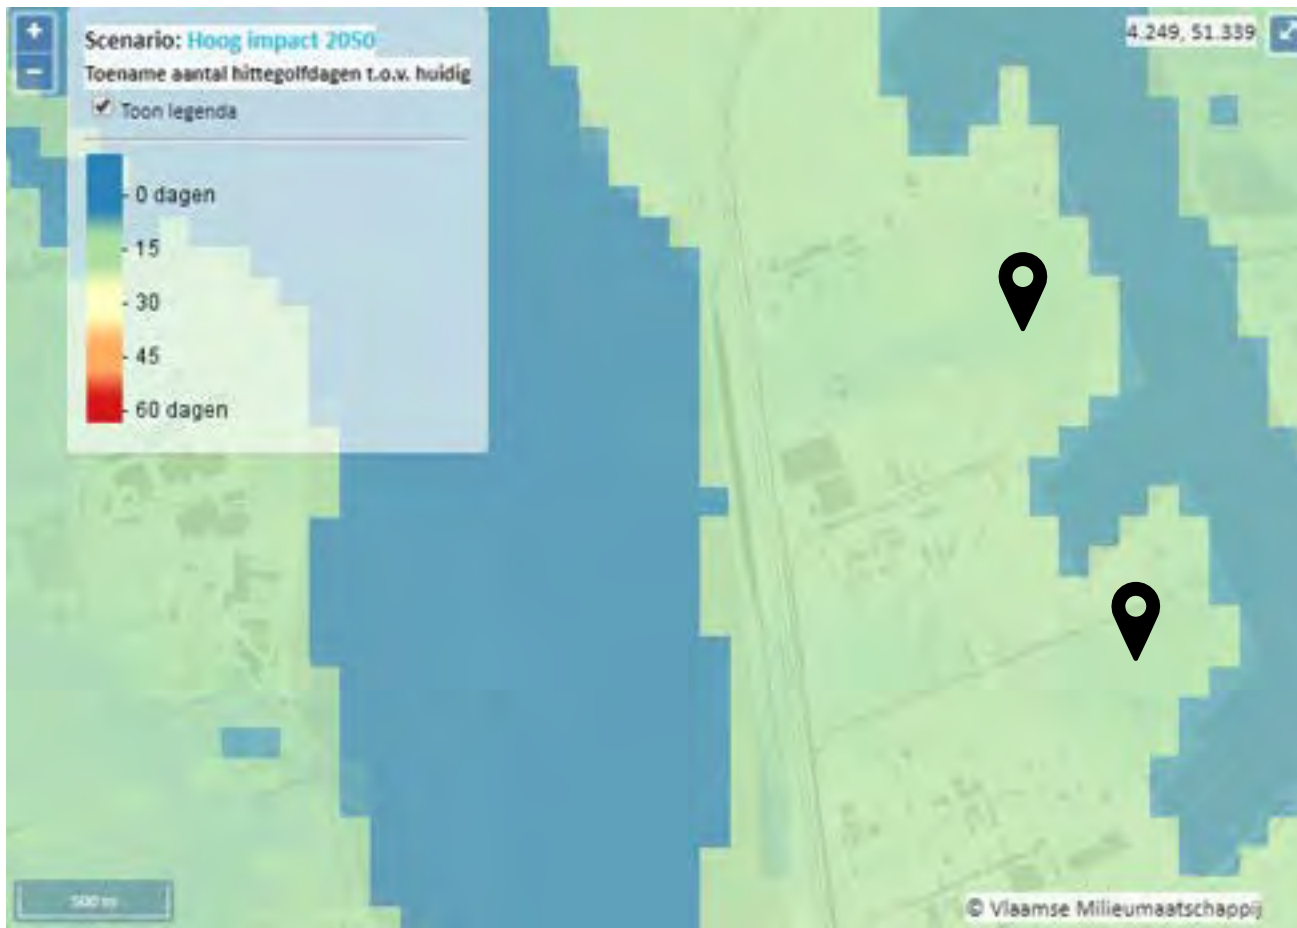 +
Scenario: Hoog impact 2050
4.249, 51.339
−
Toename aantal hittegolfdagen t.o.v. huidig
Toon legenda
0 dagen
15
30
45
60 dagen
500 m
© Vlaamse Milieumaatschappij